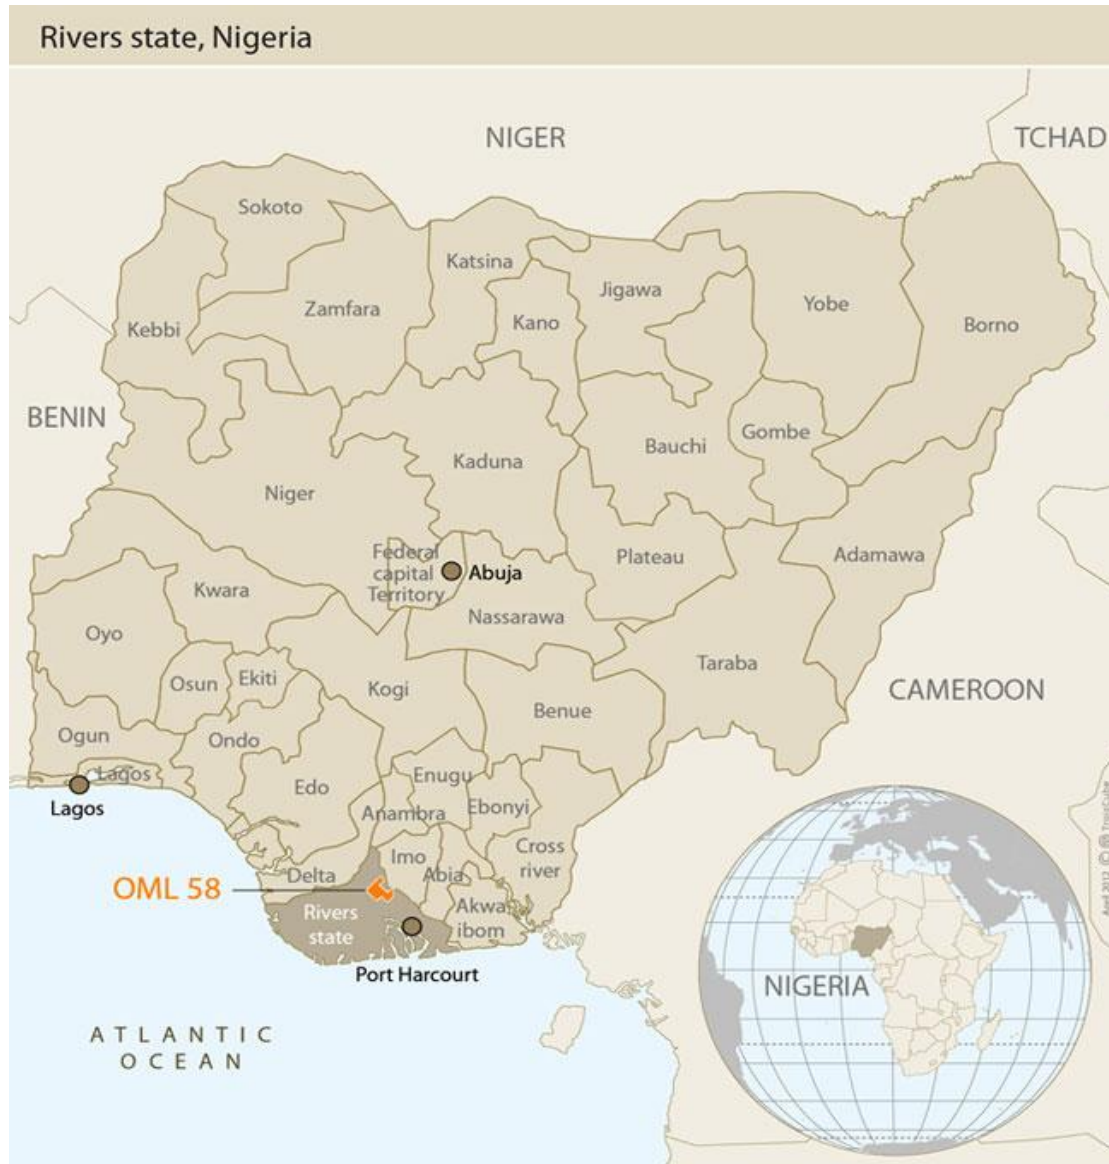 Rivers state, Nigeria
NIGER
TCHAD
Sokoto
Katsina
Jigawa
Zamfara
Kano
Yobe
Kebbi
Borno
BENIN
Gombe
Bauchi
Kaduna
Niger
Federal
capital
Territory
Abuja
Plateau
Adamawa
Kwara
Nassarawa
Oyo
Taraba
Osun
Ekiti
Kogi
CAMEROON
Benue
Ogun
Ondo
Lagos
Lagos
Edo
Enugu
Anambra
Ebonyi
Cross
river
Imo
Abia
Delta
OML 58
Akwa
ibom
Rivers
state
Port Harcourt
NIGERIA
ATLANTIC
OCEAN
April 2012